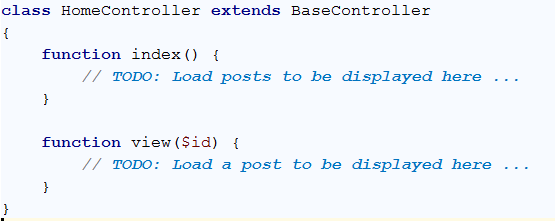 class HomeController extends BaseController
{
    function index() {
        // TODO: Load posts to be displayed here ...
    }

    function view($id) {
        // TODO: Load a post to be displayed here ...
    }
}